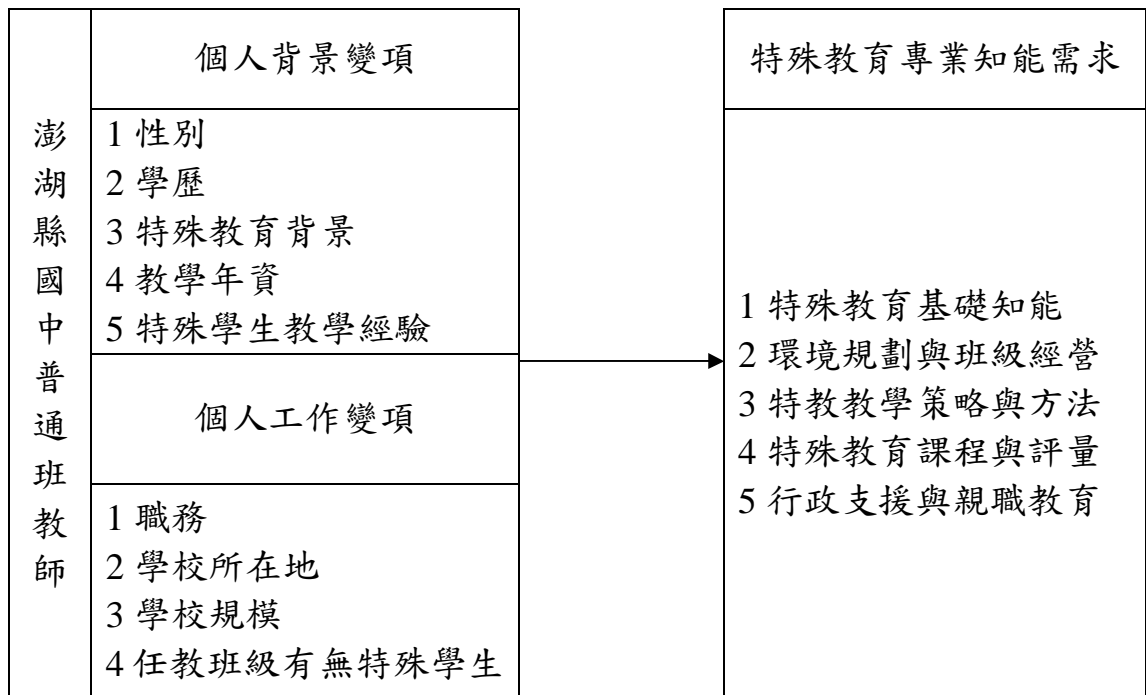 澎湖縣國中普通班教師
個人背景變項
1 性別
2 學歷
3 特殊教育背景
4 教學年資
5 特殊學生教學經驗
個人工作變項
1 職務
2 學校所在地
3 學校規模
4 任教班級有無特殊學生
特殊教育專業知能需求
1 特殊教育基礎知能
2 環境規劃與班級經營
3 特教教學策略與方法
4 特殊教育課程與評量
5 行政支援與親職教育